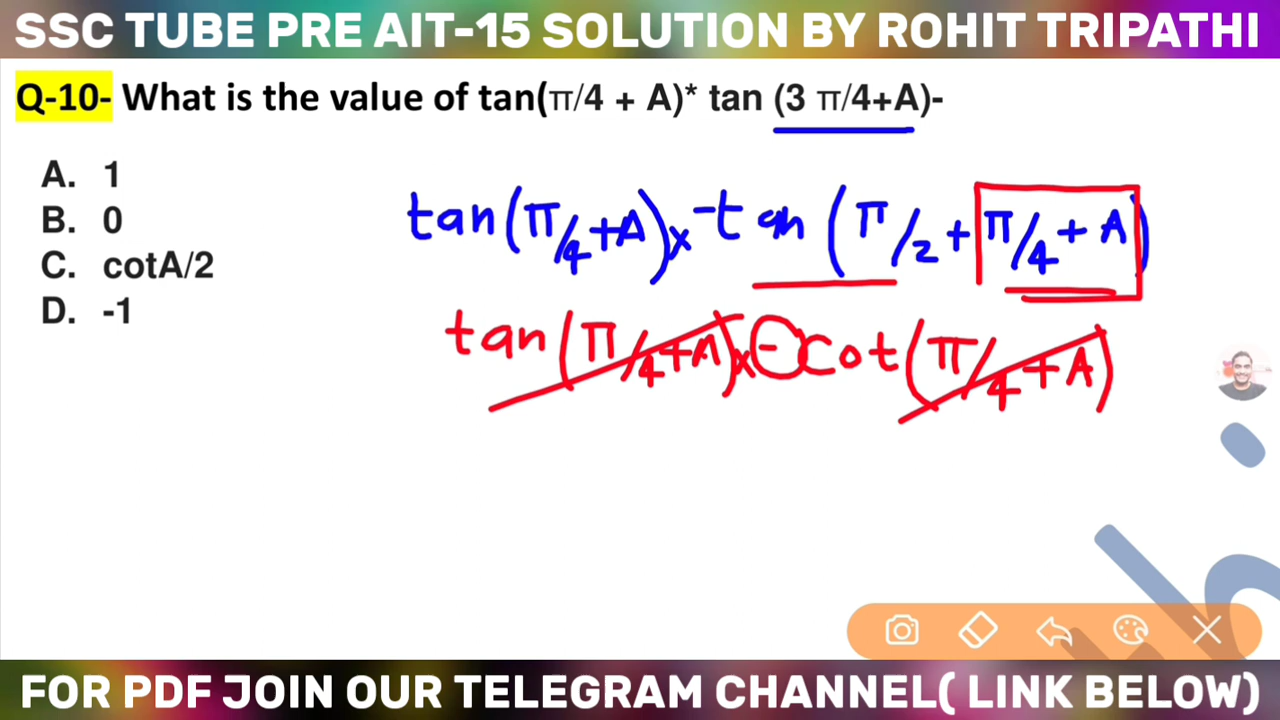 SSC TUBE PRE AIT-15 SOLUTION BY ROHIT TRIPATHI
Q-10- What is the value of tan(π/4 + A)* tan (3 π/4+A)-
A. 1
B. 0
C. cotA/2
D. -1
tan(π/4+A)x -tan (π/2+π/4+A)
tan(π/4+A)x-cot(π/4+A)
FOR PDF JOIN OUR TELEGRAM CHANNEL( LINK BELOW)